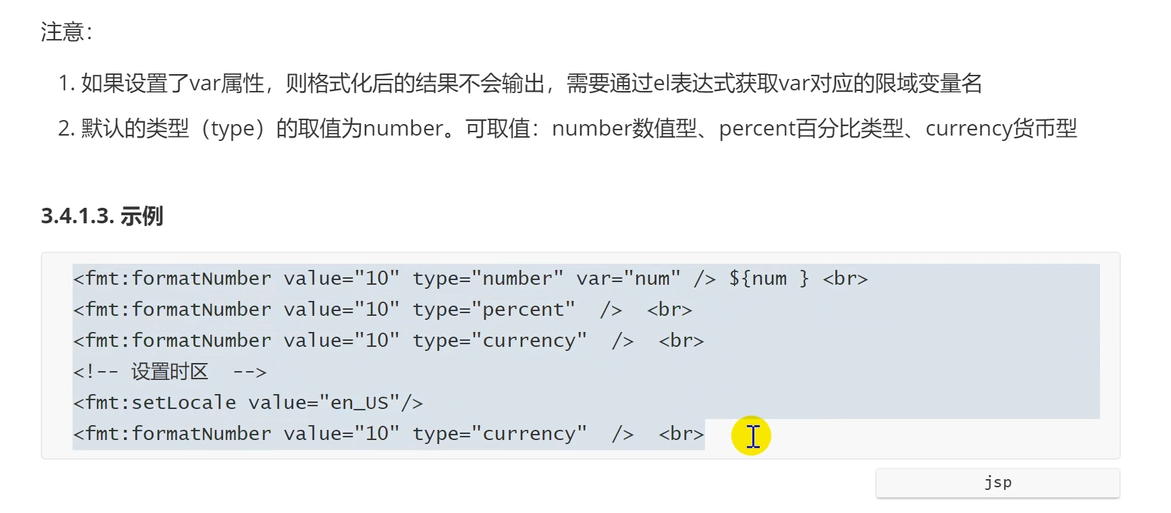 注意：
1. 如果设置了var属性，则格式化后的结果不会输出，需要通过el表达式获取var对应的限域变量名
2. 默认的类型（type）的取值为number。可取值：number数值型、percent百分比类型、currency货币型
3.4.1.3. 示例
<fmt:formatNumber value="10" type="number" var="num" /> ${num } <br>
<fmt:formatNumber value="10" type="percent"  />  <br>
<fmt:formatNumber value="10" type="currency"  />  <br>
<!-- 设置时区  -->
<fmt:setLocale value="en_US"/>
<fmt:formatNumber value="10" type="currency"  />  <br>
jsp